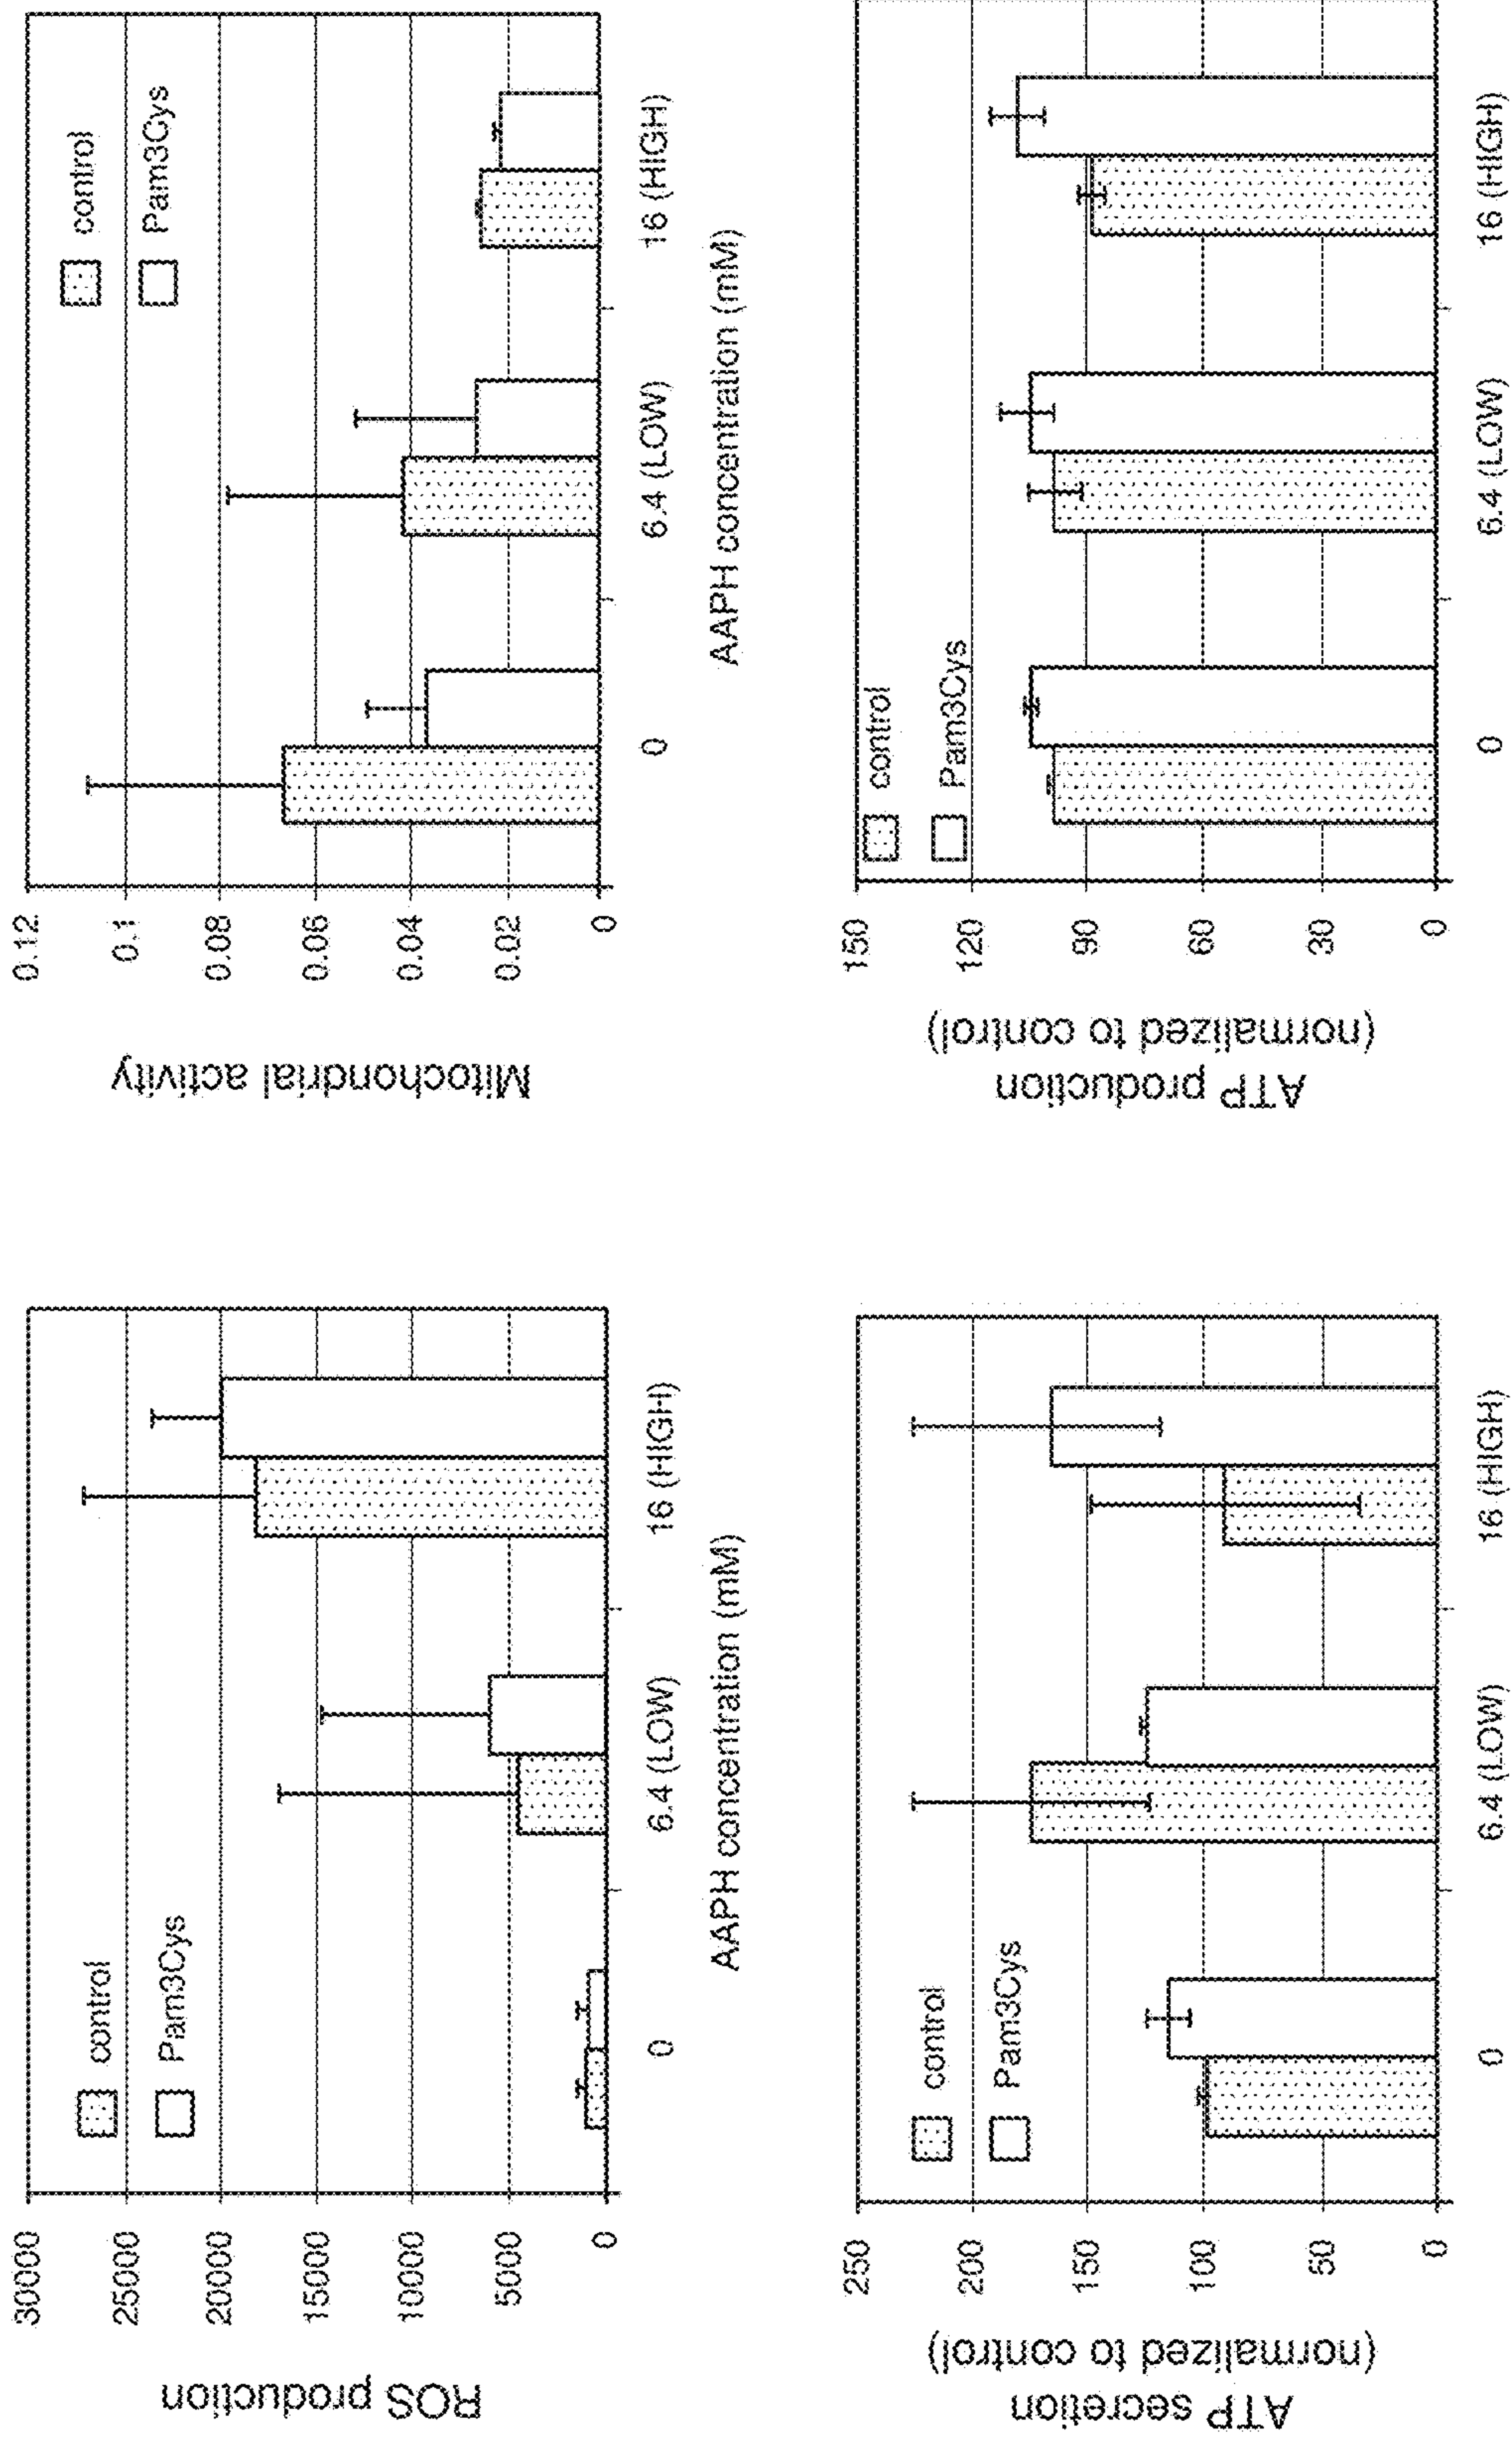 ROS production
30000
25000
20000
15000
10000
5000
0
control
Pam3Cys
0
6.4 (LOW)
16 (HIGH)
AAPH concentration (mM)
Mitochondrial activity
0.12
0.1
0.08
0.06
0.04
0.02
0
control
Pam3Cys
0
6.4 (LOW)
16 (HIGH)
AAPH concentration (mM)
ATP secretion
(normalized to control)
250
200
150
100
50
0
control
Pam3Cys
0
6.4 (LOW)
16 (HIGH)
ATP production
(normalized to control)
150
120
90
60
30
0
control
Pam3Cys
0
6.4 (LOW)
16 (HIGH)